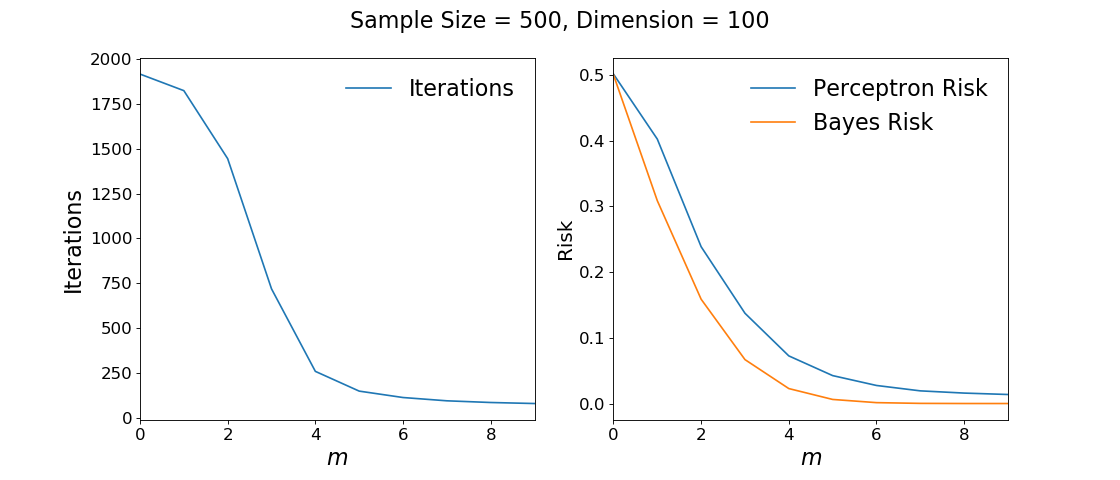 Sample Size = 500, Dimension = 100
Iterations
2000
1750
1500
1250
1000
750
500
250
0
0 2 4 6 8
m
Iterations
Risk
0.5
0.4
0.3
0.2
0.1
0.0
0 2 4 6 8
m
Perceptron Risk
Bayes Risk